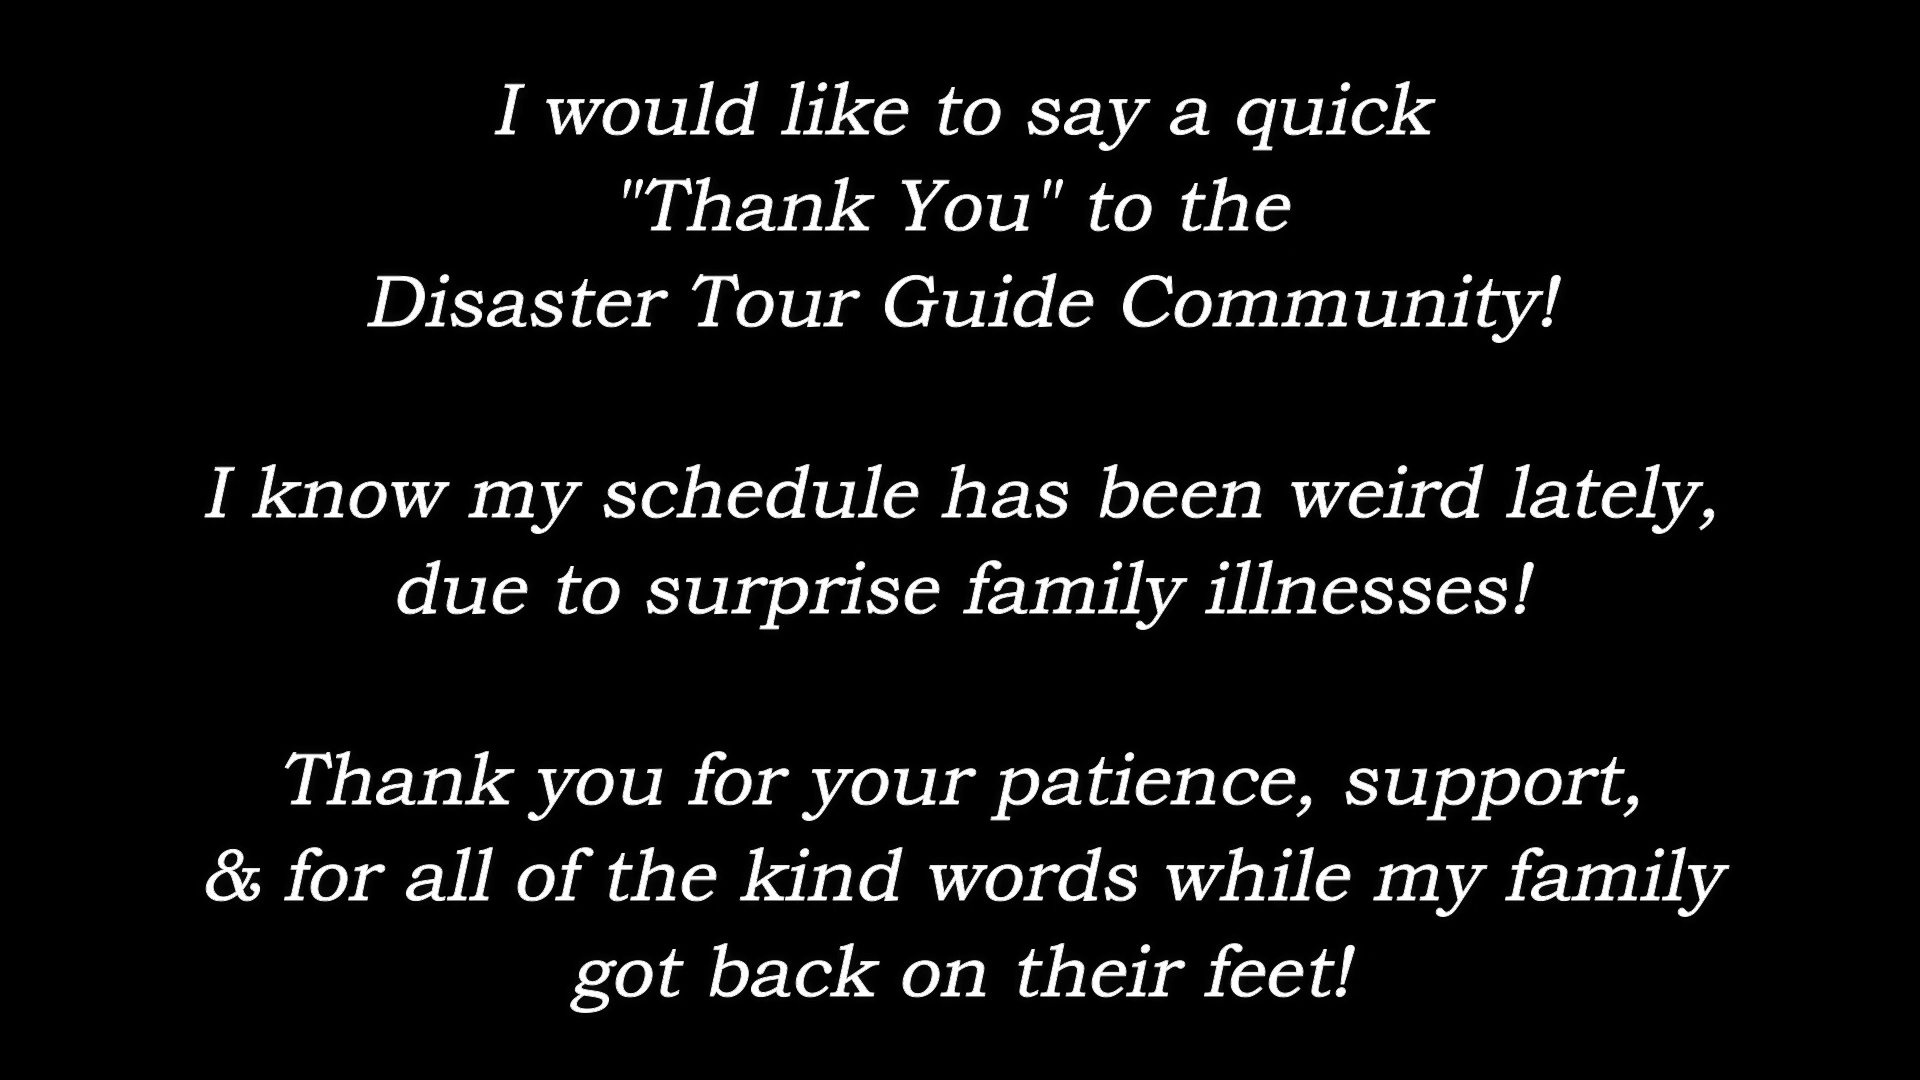 I would like to say a quick
"Thank You" to the
Disaster Tour Guide Community!
I know my schedule has been weird lately,
due to surprise family illnesses!
Thank you for your patience, support,
& for all of the kind words while my family
got back on their feet!